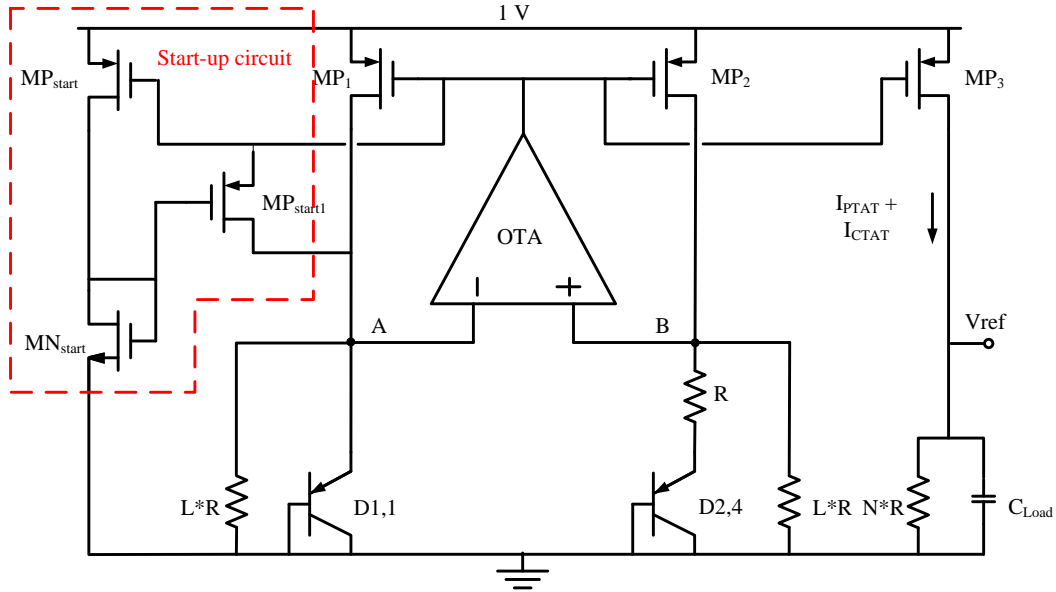 1 V
Start-up circuit
MPstart
MP1
MP2
MP3
MPstart1
OTA
IPTAT +
ICTAT
A
B
Vref
MNstart
R
L*R
D1,1
D2,4
L*R
N*R
CLoad